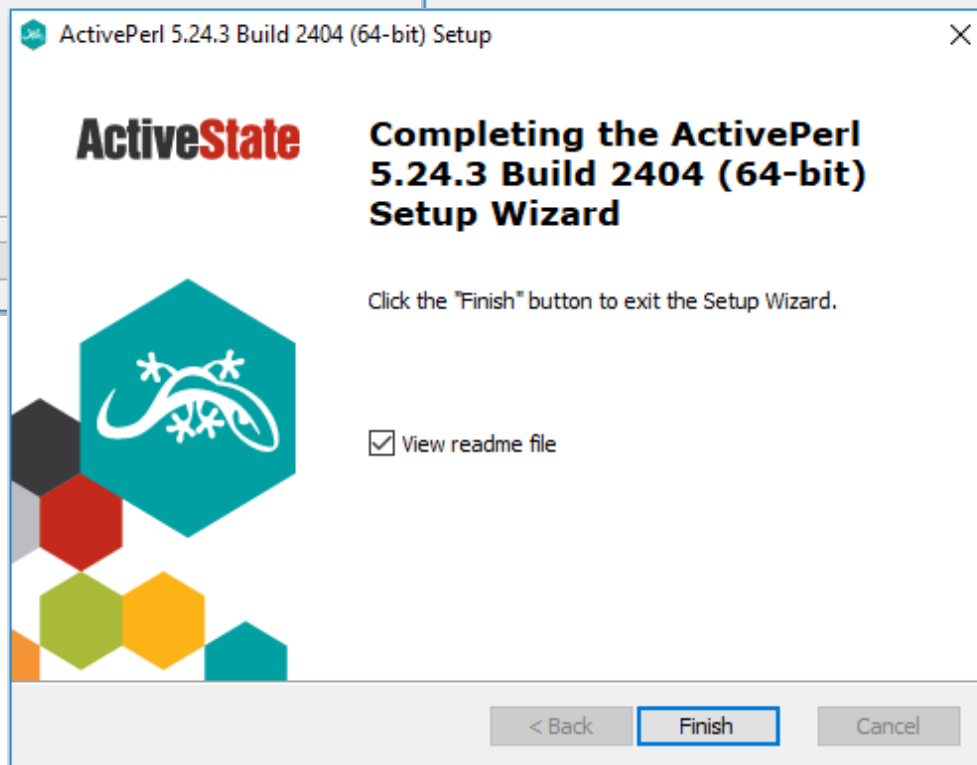 ActivePerl 5.24.3 Build 2404 (64-bit) Setup
ActiveState
Completing the ActivePerl
5.24.3 Build 2404 (64-bit)
Setup Wizard
Click the "Finish" button to exit the Setup Wizard.
View readme file
< Back
Finish
Cancel